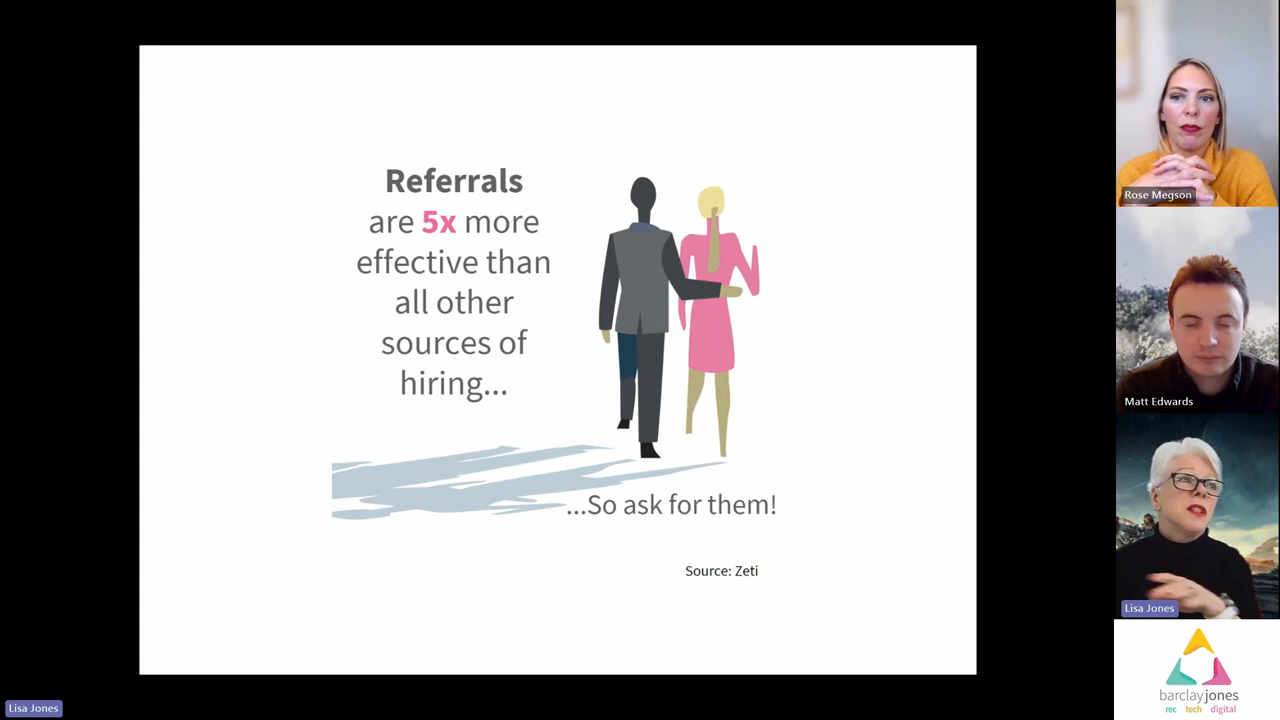 Referrals
are 5x more
effective than
all other
sources of
hiring...
...So ask for them!
Source: Zeti
Rose Megson
Matt Edwards
Lisa Jones
barclayjones
rec tech digital
Lisa Jones